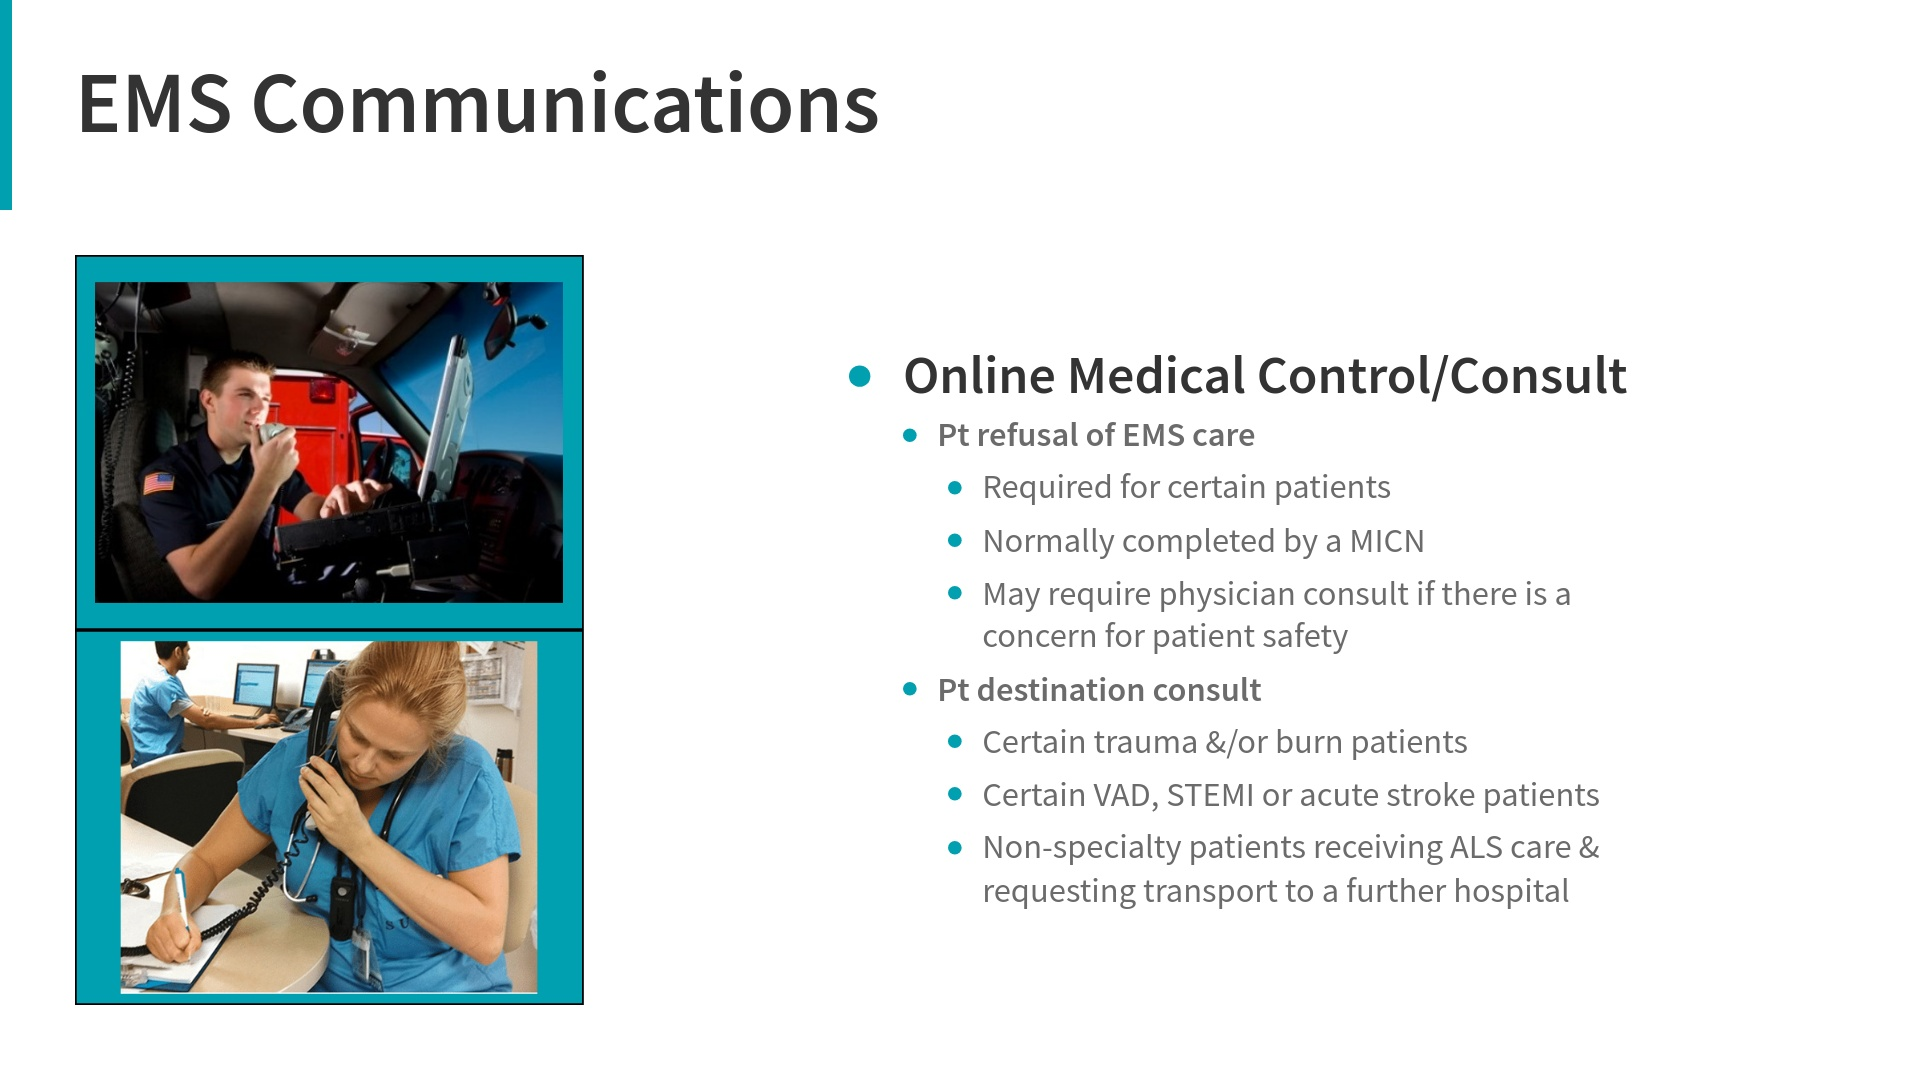 EMS Communications
Online Medical Control/Consult
Pt refusal of EMS care
Required for certain patients
Normally completed by a MICN
May require physician consult if there is a
concern for patient safety
Pt destination consult
Certain trauma &/or burn patients
Certain VAD, STEMI or acute stroke patients
Non-specialty patients receiving ALS care &
requesting transport to a further hospital